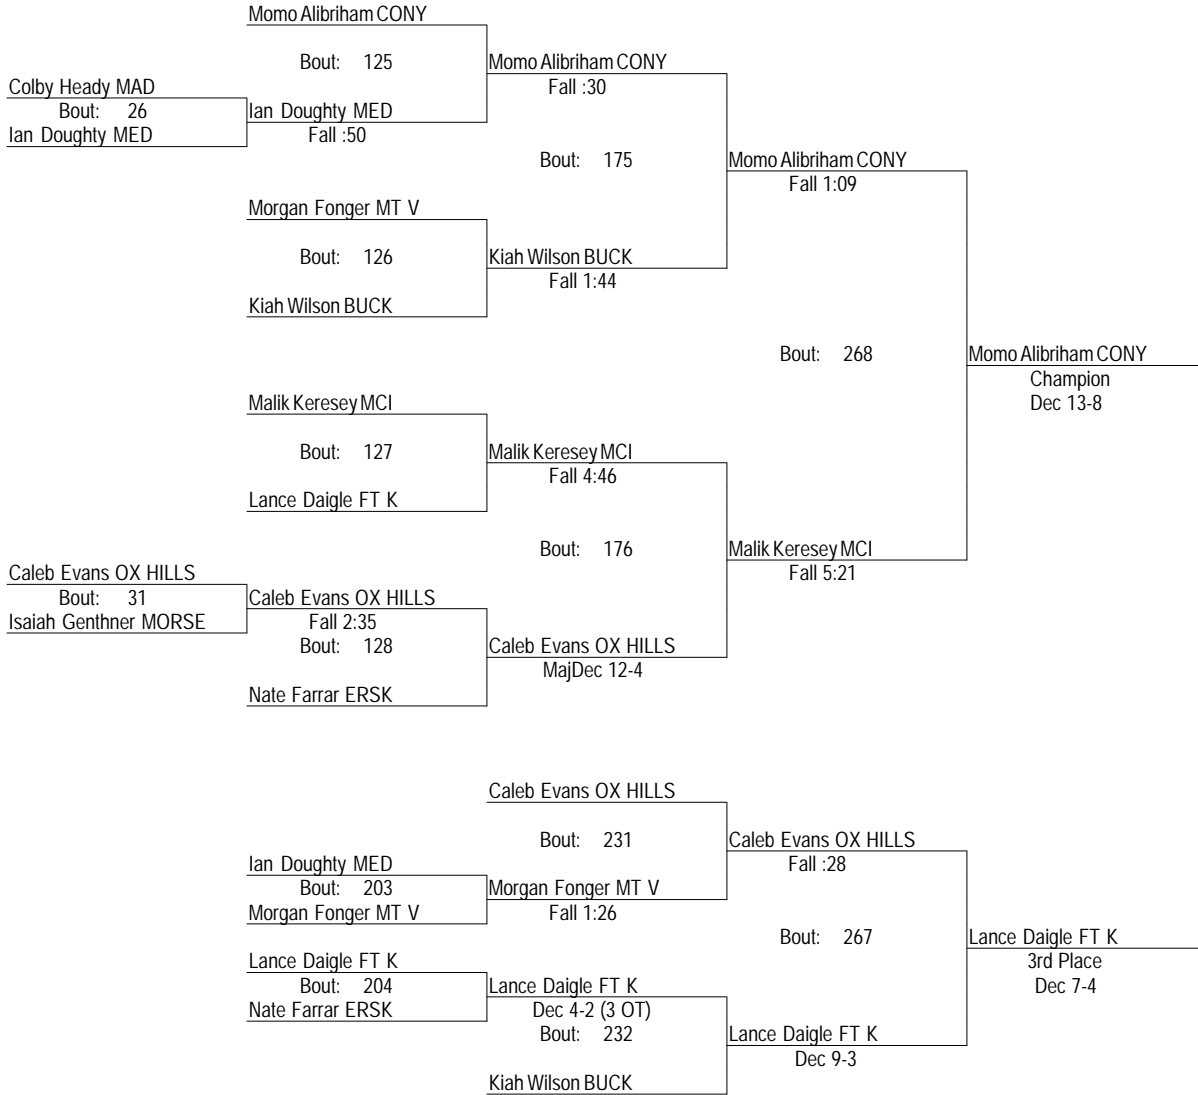 Momo Alibriham CONY
Bout: 125
Momo Alibriham CONY
Fall :30
Colby Heady MAD
Bout: 26
Ian Doughty MED
Ian Doughty MED
Fall :50
Bout: 175
Momo Alibriham CONY
Fall 1:09
Morgan Fonger MT V
Bout: 126
Kiah Wilson BUCK
Fall 1:44
Kiah Wilson BUCK
Bout: 268
Momo Alibriham CONY
Champion
Dec 13-8
Malik Keresey MCI
Bout: 127
Malik Keresey MCI
Fall 4:46
Lance Daigle FT K
Bout: 176
Malik Keresey MCI
Fall 5:21
Caleb Evans OX HILLS
Bout: 31
Isaiah Genthner MORSE
Caleb Evans OX HILLS
Fall 2:35
Bout: 128
Caleb Evans OX HILLS
MajDec 12-4
Nate Farrar ERSK
Caleb Evans OX HILLS
Bout: 231
Caleb Evans OX HILLS
Fall :28
Ian Doughty MED
Bout: 203
Morgan Fonger MT V
Morgan Fonger MT V
Fall 1:26
Bout: 267
Lance Daigle FT K
3rd Place
Dec 7-4
Lance Daigle FT K
Bout: 204
Nate Farrar ERSK
Lance Daigle FT K
Dec 4-2 (3 OT)
Bout: 232
Lance Daigle FT K
Dec 9-3
Kiah Wilson BUCK